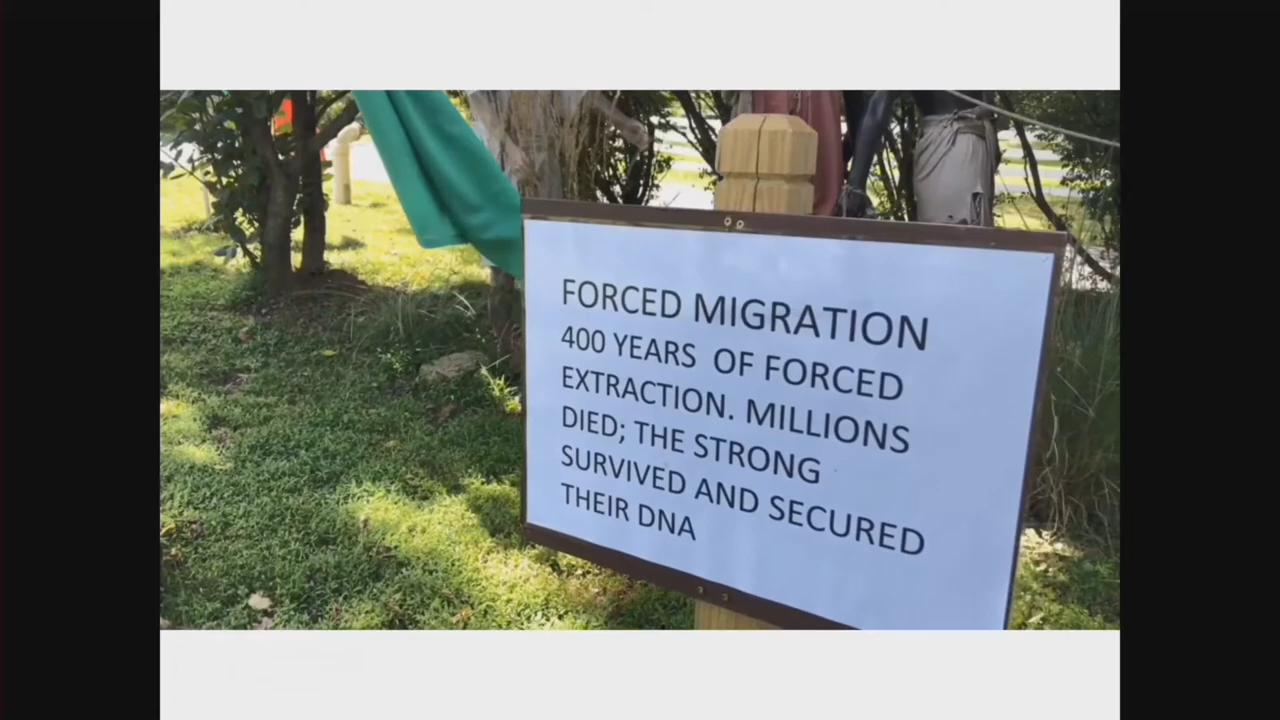 FORCED MIGRATION
400 YEARS OF FORCED
EXTRACTION. MILLIONS
DIED; THE STRONG
SURVIVED AND SECURED
THEIR DNA